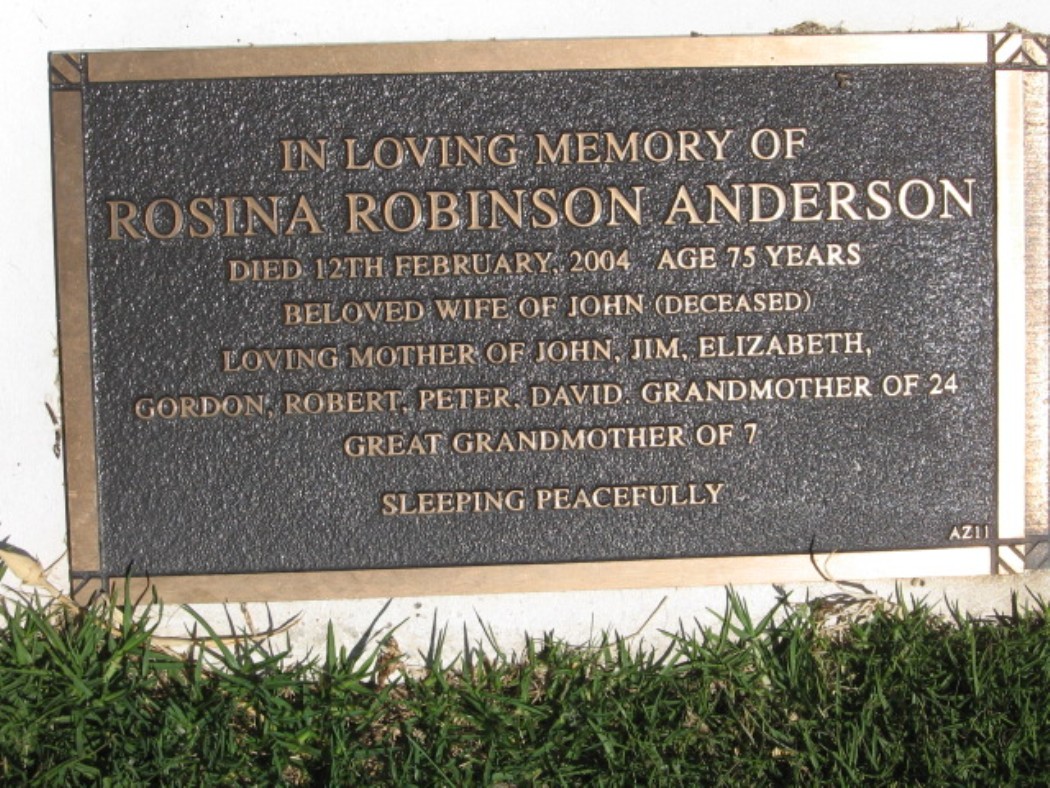 IN LOVING MEMORY OF
ROSINA ROBINSON ANDERSON
DIED 12TH FEBRUARY, 2004 AGE 75 YEARS
BELOVED WIFE OF JOHN (DECEASED)
LOVING MOTHER OF JOHN, JIM, ELIZABETH,
GORDON, ROBERT, PETER, DAVID. GRANDMOTHER OF 24
GREAT GRANDMOTHER OF 7
SLEEPING PEACEFULLY
AZ11